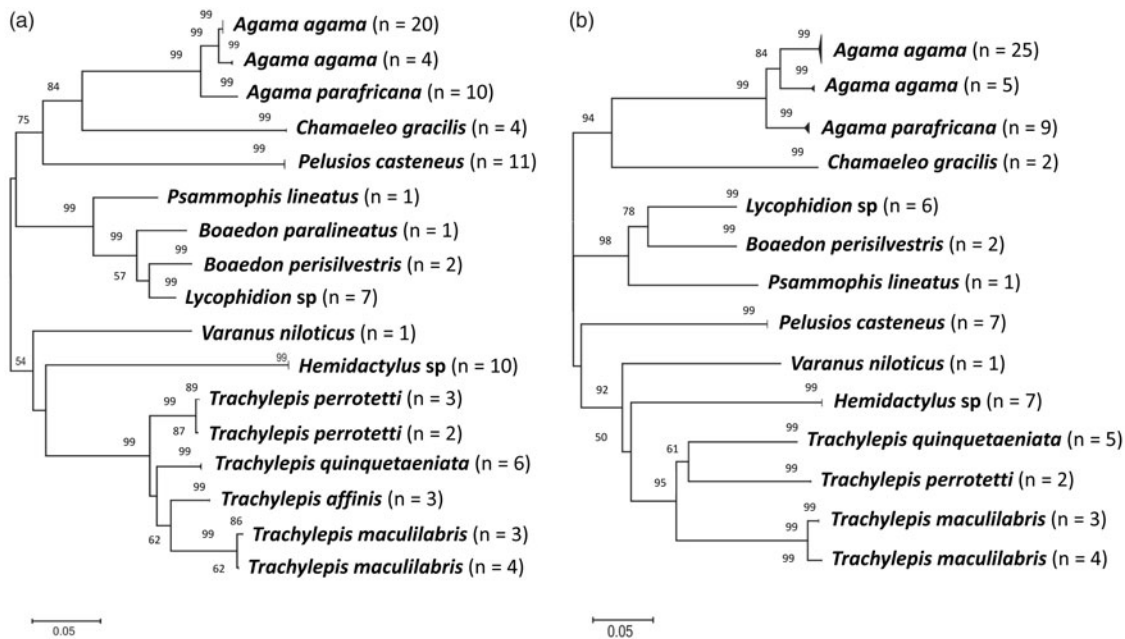 (a)
99
Agama agama (n = 20)
99
99
Agama agama (n = 4)
99
Agama parafricana (n = 10)
84
99
Chamaeleo gracilis (n = 4)
75
99
Pelusios casteneus (n = 11)
Psammophis lineatus (n = 1)
99
99
Boaedon paralineatus (n = 1)
99
Boaedon perisilvestris (n = 2)
57
99
Lycophidion sp (n = 7)
Varanus niloticus (n = 1)
54
99
Hemidactylus sp (n = 10)
89
99
Trachylepis perrotetti (n = 3)
87
Trachylepis perrotetti (n = 2)
99
99
Trachylepis quinquetaeniata (n = 6)
99
Trachylepis affinis (n = 3)
62
99
86
Trachylepis maculilabris (n = 3)
62
Trachylepis maculilabris (n = 4)
0.05
(b)
99
84
Agama agama (n = 25)
99
99
Agama agama (n = 5)
99
Agama parafricana (n = 9)
94
99
Chamaeleo gracilis (n = 2)
99
78
Lycophidion sp (n = 6)
99
98
Boaedon perisilvestris (n = 2)
Psammophis lineatus (n = 1)
99
Pelusios casteneus (n = 7)
Varanus niloticus (n = 1)
92
99
Hemidactylus sp (n = 7)
50
99
61
Trachylepis quinquetaeniata (n = 5)
99
95
Trachylepis perrotetti (n = 2)
99
99
Trachylepis maculilabris (n = 3)
99
Trachylepis maculilabris (n = 4)
0.05